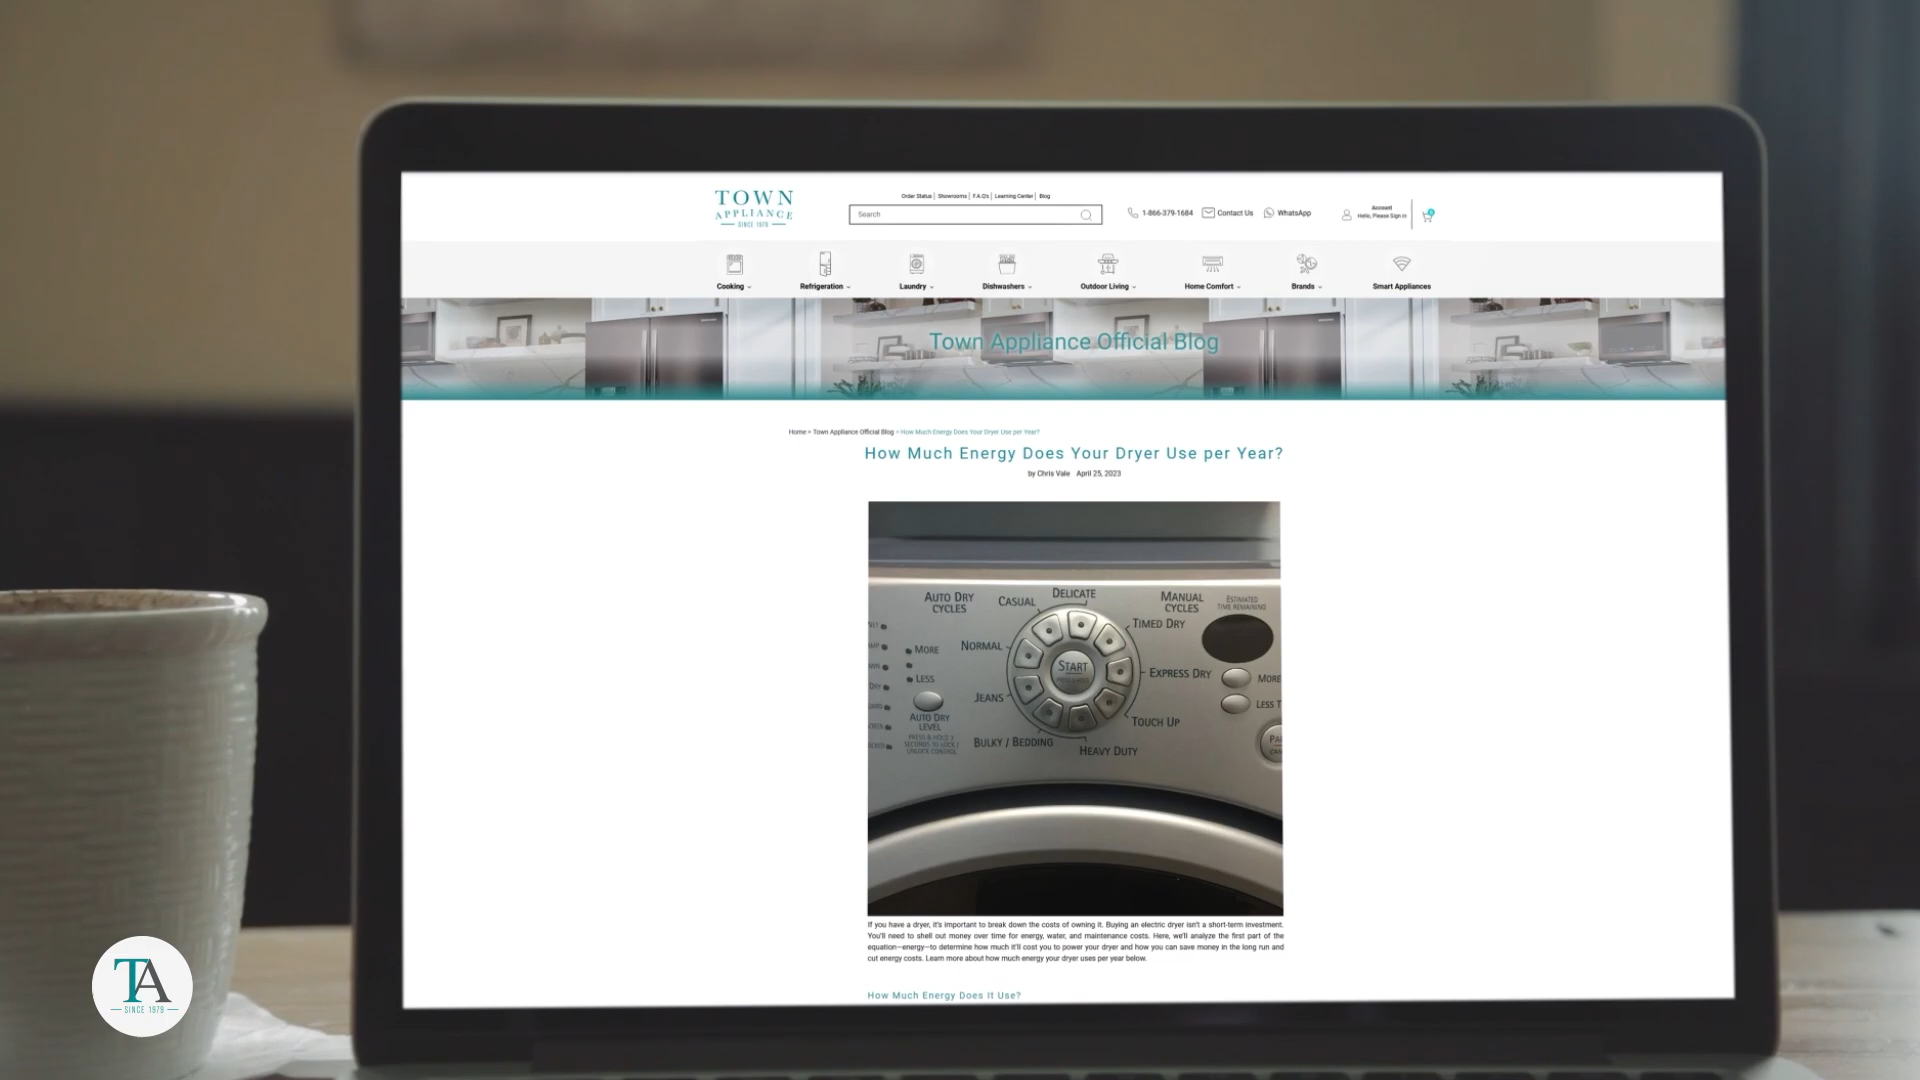 TOWN
APPLIANCE
SINCE 1979
Order Status | Showrooms | F.A.Q's | Learning Center | Blog
Search
1-866-379-1684
Contact Us
WhatsApp
Account
Hello, Please Sign in
Cooking
Refrigeration
Laundry
Dishwashers
Outdoor Living
Home Comfort
Brands
Smart Appliances
Town Appliance Official Blog
Home » Town Appliance Official Blog » How Much Energy Does Your Dryer Use per Year?
How Much Energy Does Your Dryer Use per Year?
by Chris Vale April 25, 2023
AUTO DRY
CYCLES
CASUAL
DELICATE
MANUAL
CYCLES
ESTIMATED
TIME REMAINING
TIMED DRY
NORMAL
MORE
LESS
START
EXPRESS DRY
MORE
JEANS
LESS T
AUTO DRY
LEVEL
PRESS & HOLD 3
SECONDS TO LOCK /
UNLOCK CONTROL
TOUCH UP
BULKY / BEDDING
HEAVY DUTY
If you have a dryer, it's important to break down the costs of owning it. Buying an electric dryer isn't a short-term investment.
You'll need to shell out money over time for energy, water, and maintenance costs. Here, we'll analyze the first part of the
equation—energy—to determine how much it'll cost you to power your dryer and how you can save money in the long run and
cut energy costs. Learn more about how much energy your dryer uses per year below.
How Much Energy Does It Use?
TA
SINCE 1979